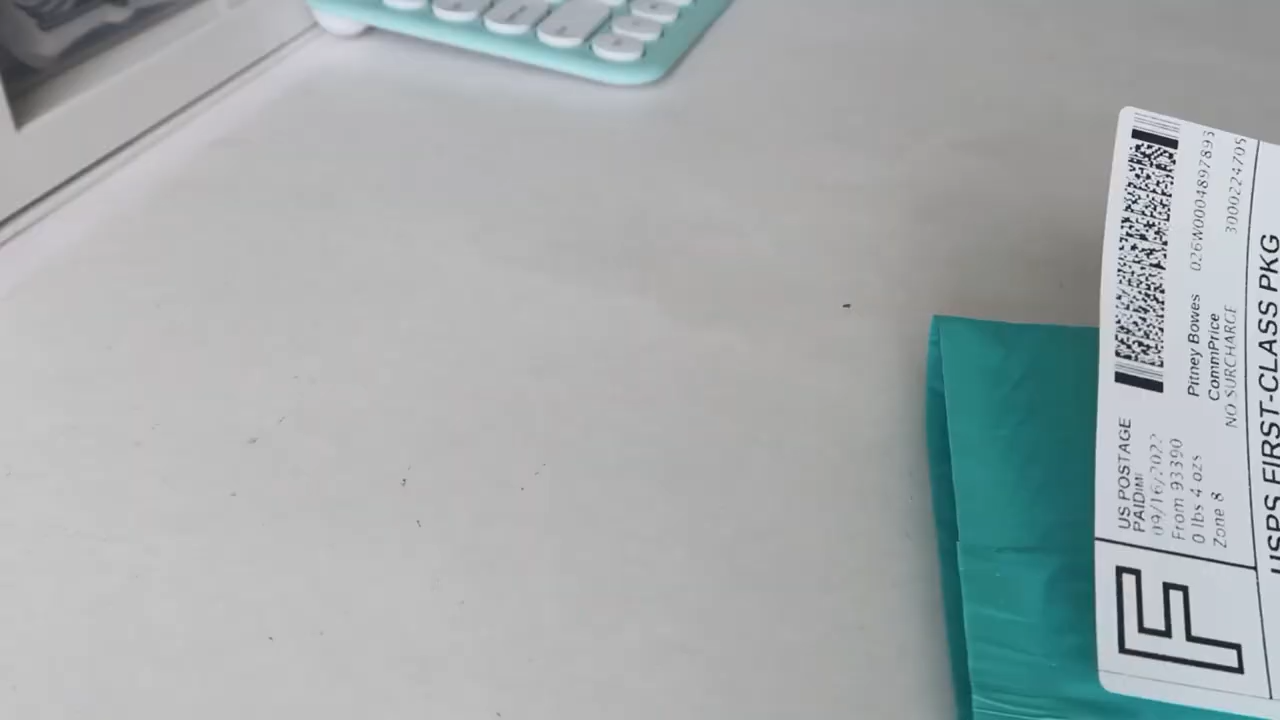 F
US POSTAGE
PAIDIMI
09/16/2022
From 93390
0 lbs 4 ozs
Zone 8
Pitney Bowes
CommPrice
NO SURCHARGE
026W0004897893
3000224705
USPS FIRST-CLASS PKG